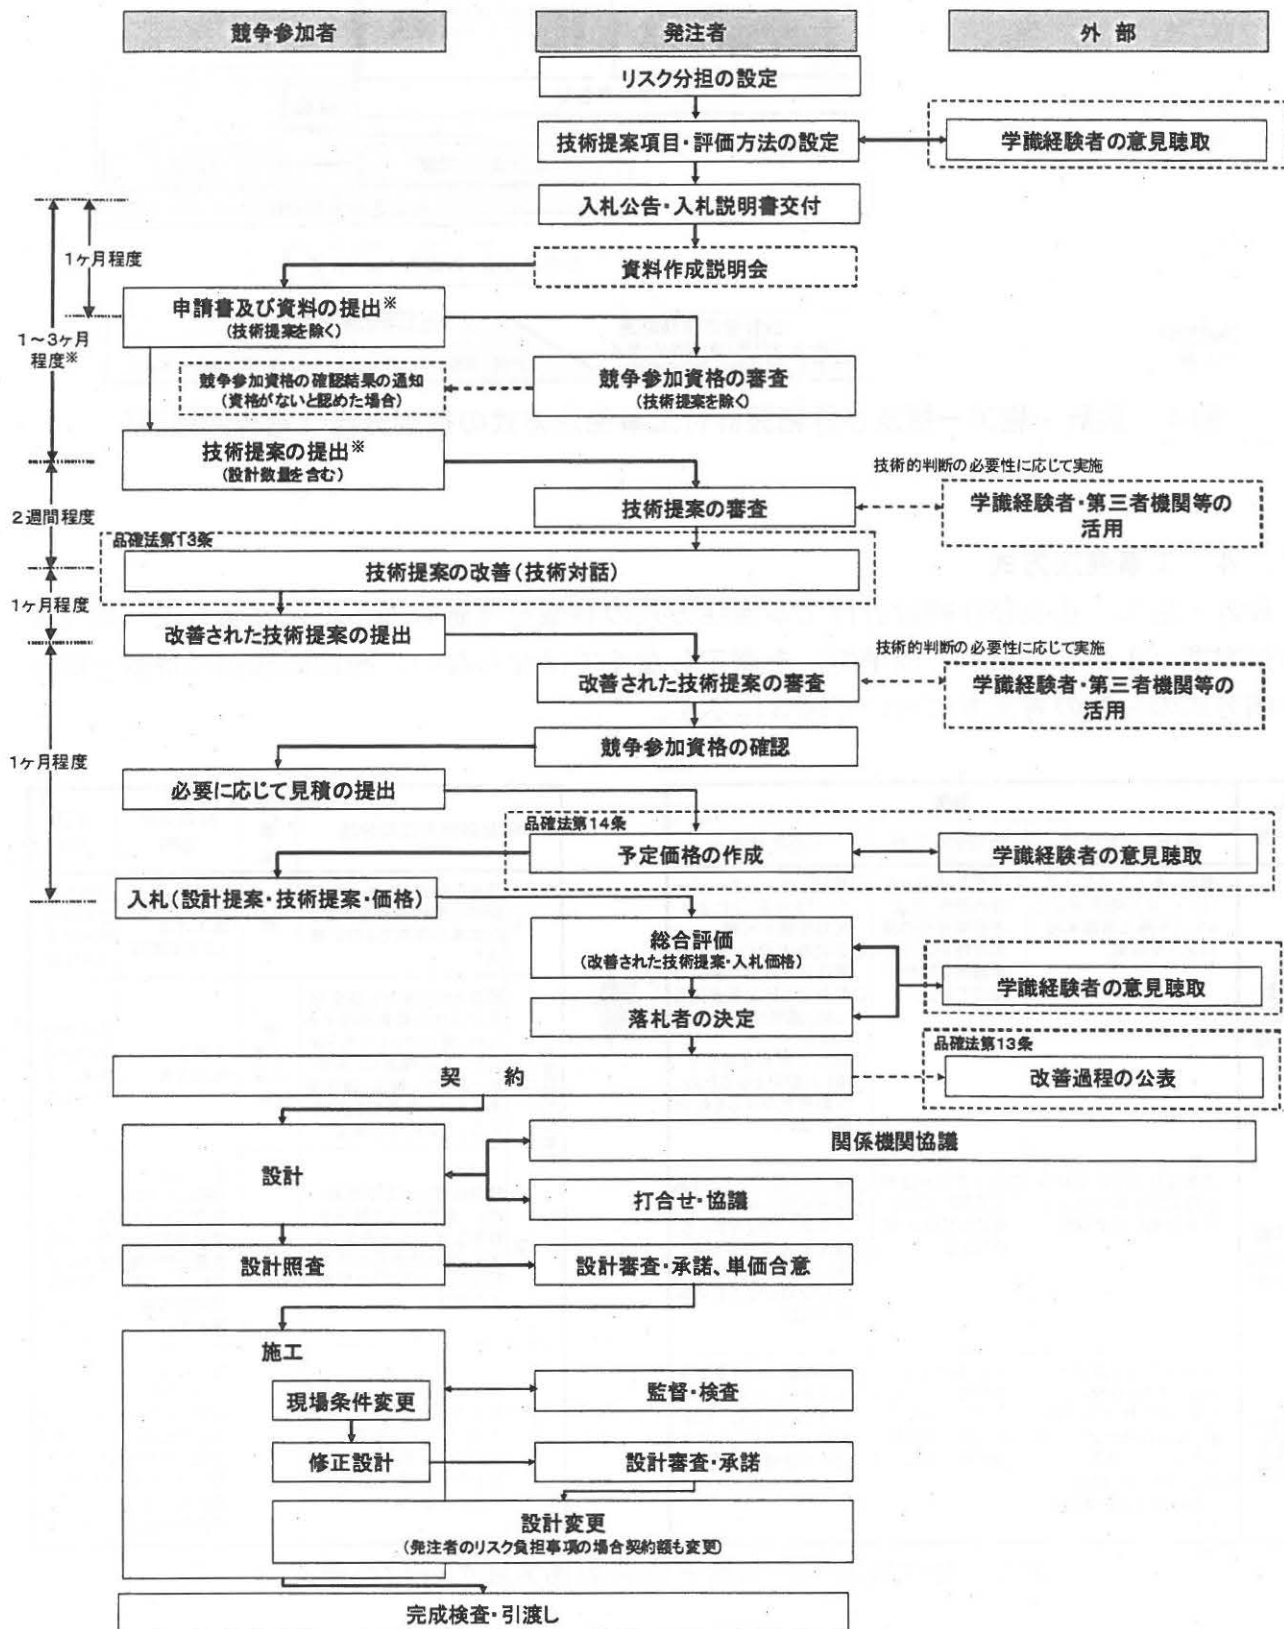 競争参加者
発注者
外 部
リスク分担の設定
技術提案項目・評価方法の設定
学識経験者の意見聴取
入札公告・入札説明書交付
1ヶ月程度
資料作成説明会
申請書及び資料の提出※
(技術提案を除く)
1～3ヶ月
程度※
競争参加資格の確認結果の通知
(資格がないと認めた場合)
競争参加資格の審査
(技術提案を除く)
技術提案の提出※
(設計数量を含む)
技術的判断の必要性に応じて実施
2週間程度
技術提案の審査
学識経験者・第三者機関等の
活用
品確法第13条
技術提案の改善(技術対話)
1ヶ月程度
改善された技術提案の提出
技術的判断の必要性に応じて実施
改善された技術提案の審査
学識経験者・第三者機関等の
活用
競争参加資格の確認
1ヶ月程度
必要に応じて見積の提出
品確法第14条
予定価格の作成
学識経験者の意見聴取
入札(設計提案・技術提案・価格)
総合評価
(改善された技術提案・入札価格)
学識経験者の意見聴取
落札者の決定
品確法第13条
契 約
改善過程の公表
関係機関協議
設計
打合せ・協議
設計照査
設計審査・承諾、単価合意
施工
現場条件変更
監督・検査
修正設計
設計審査・承諾
設計変更
(発注者のリスク負担事項の場合契約額も変更)
完成検査・引渡し